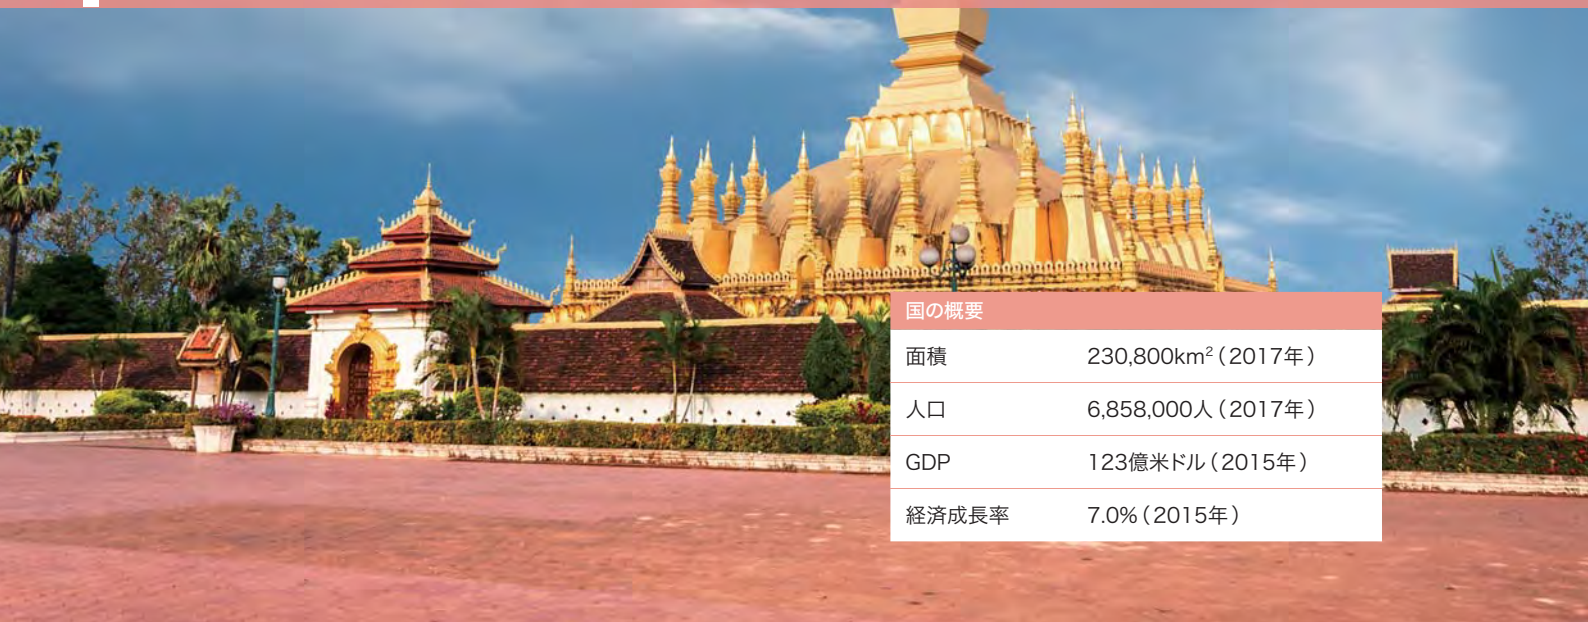 国の概要
面積 230,800km²（2017年）
人口 6,858,000人（2017年）
GDP 123億米ドル（2015年）
経済成長率 7.0%（2015年）